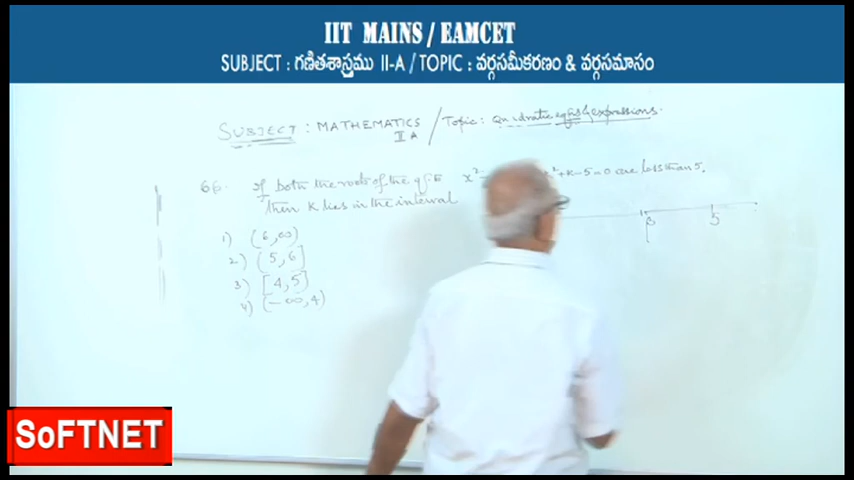 IIT MAINS / EAMCET
SUBJECT : గణితశాస్త్రము II-A / TOPIC : వర్గసమీకరణం & వర్గసమాసం
SUBJECT : MATHEMATICS II A / Topic: Quadratic eqns & expressions.
66. If both the roots of the q.E x² k² + k - 5 = 0 are less than 5,
then K lies in the interval
1) (6, ∞)
2) (5, 6]
3) [4, 5]
4) (-∞, 4)
β 5
SoFTNET